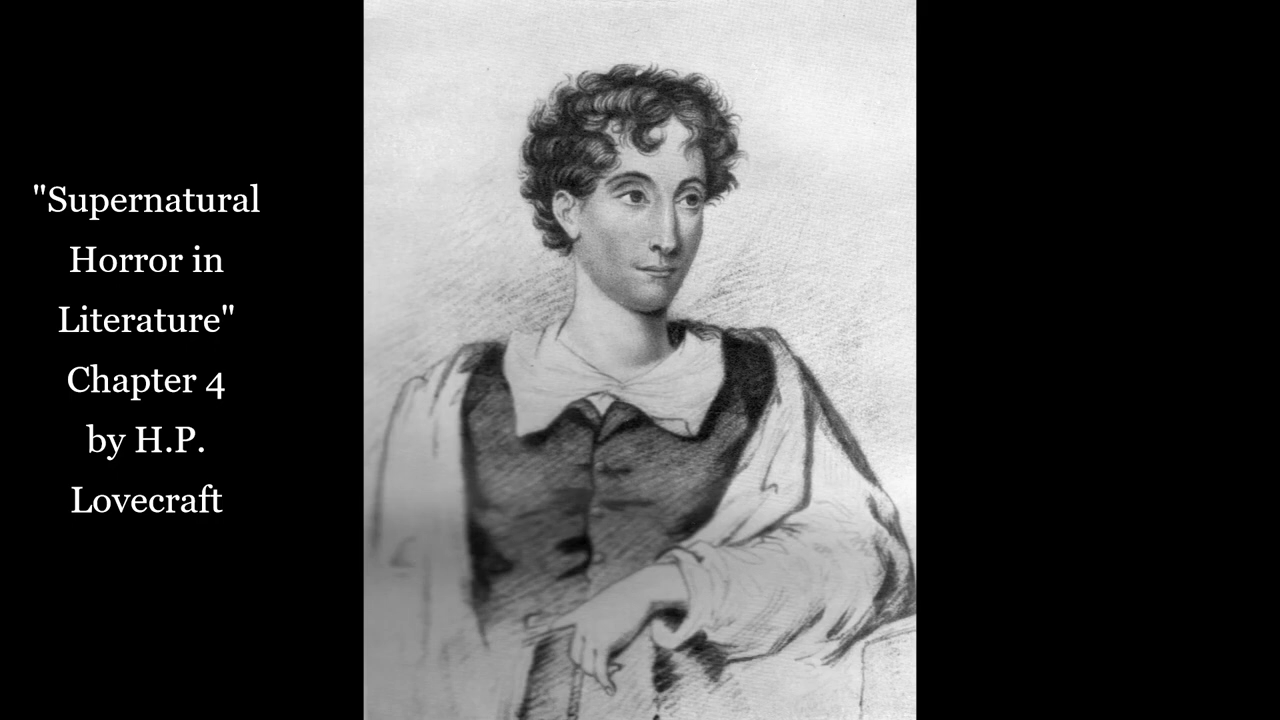 "Supernatural
Horror in
Literature"
Chapter 4
by H.P.
Lovecraft